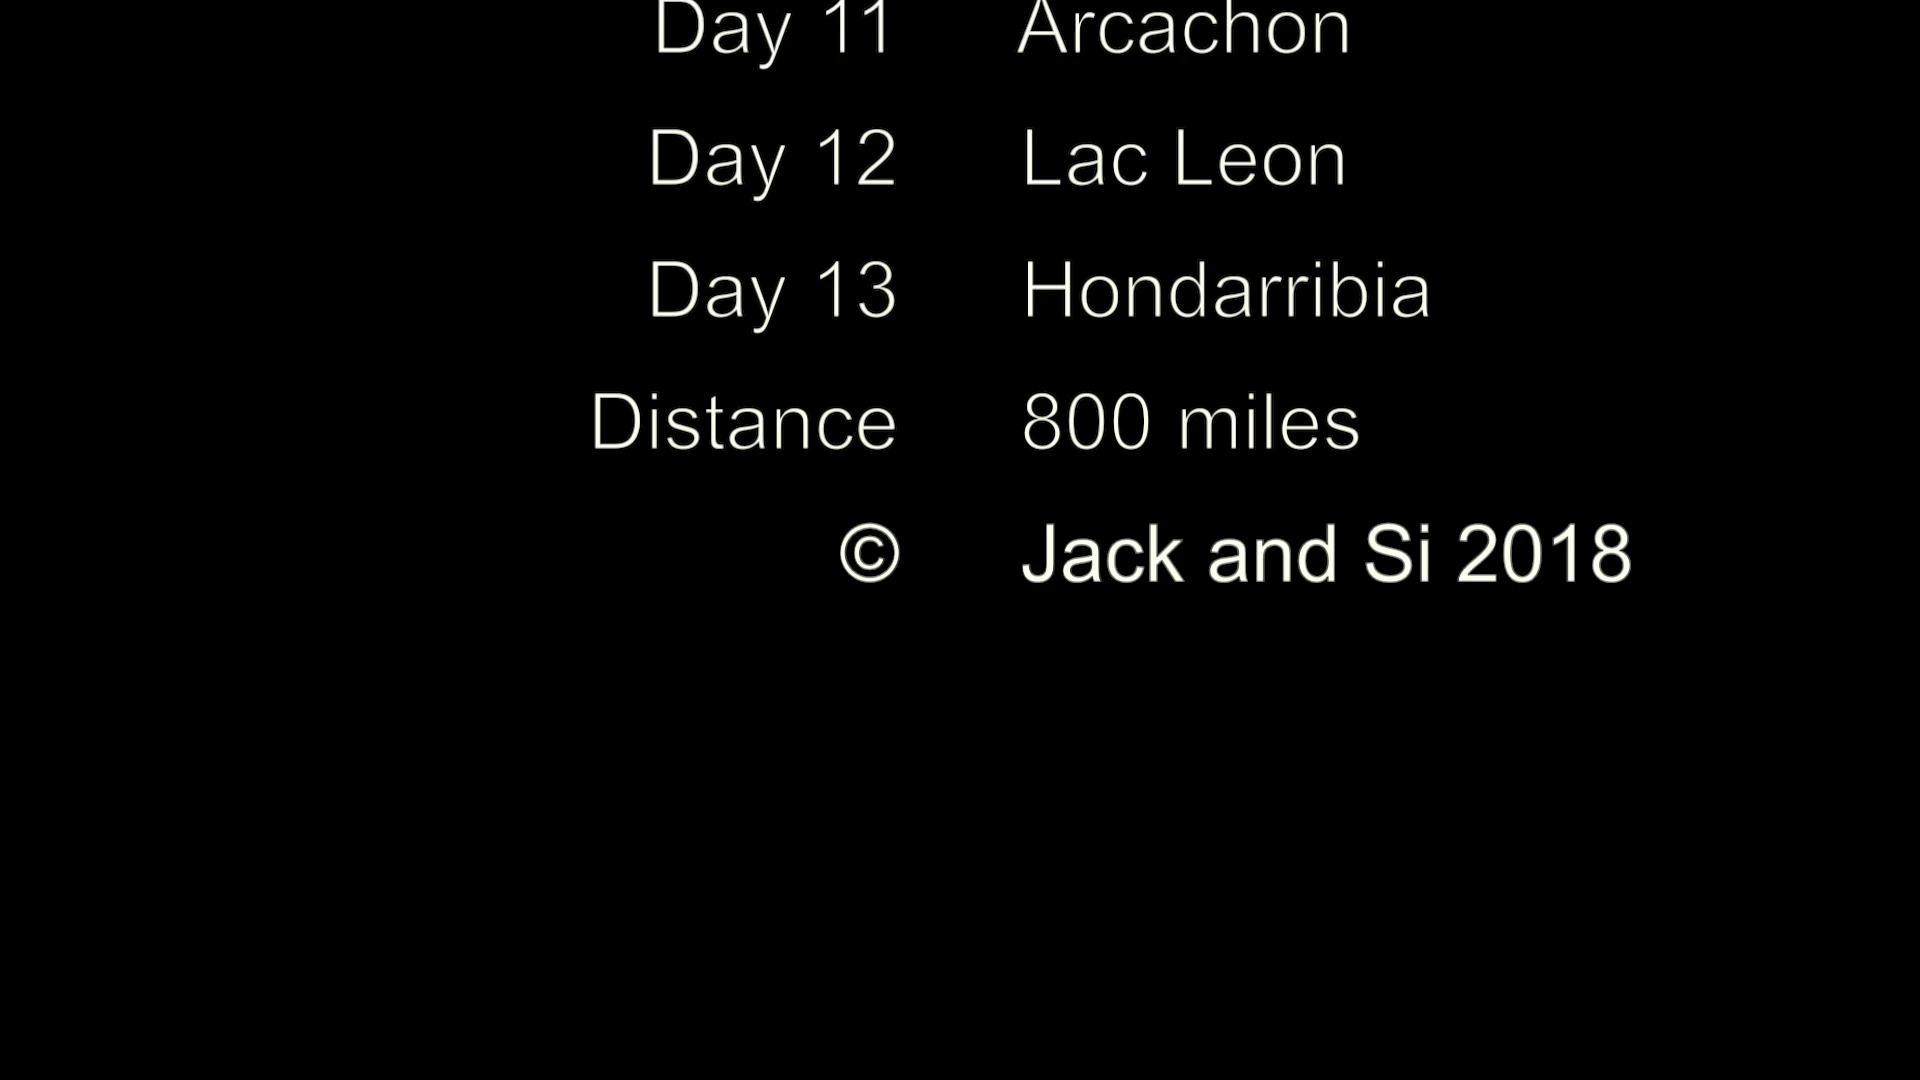 Day 11 Arcachon
Day 12 Lac Leon
Day 13 Hondarribia
Distance 800 miles
© Jack and Si 2018